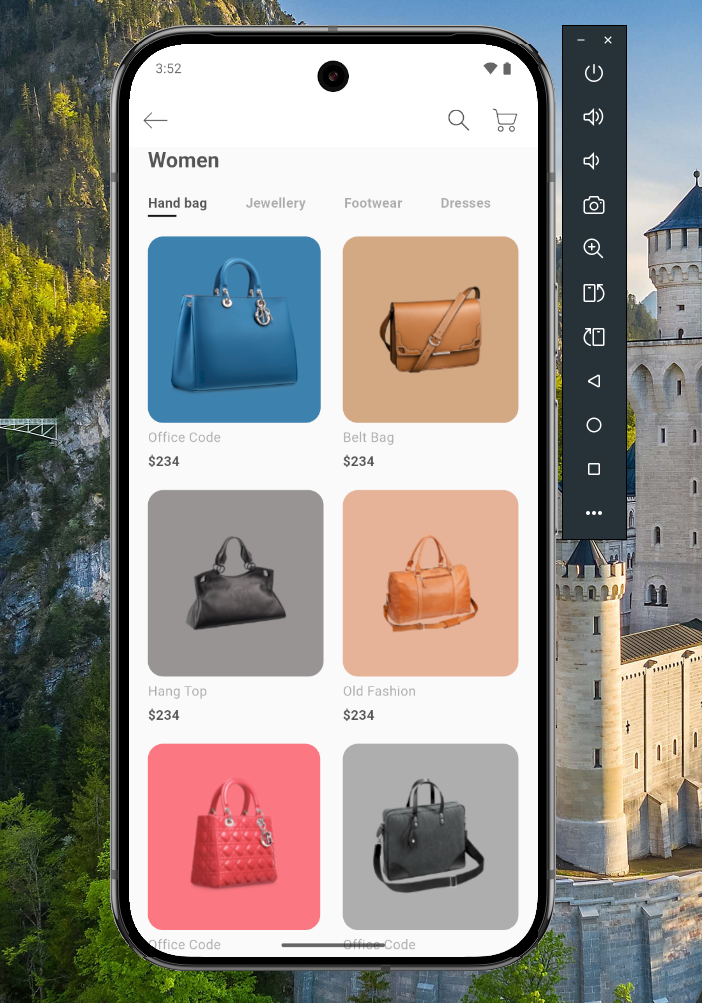 3:52
Women
Hand bag Jewellery Footwear Dresses
Office Code Belt Bag
$234 $234
Hang Top Old Fashion
$234 $234
Office Code Office Code